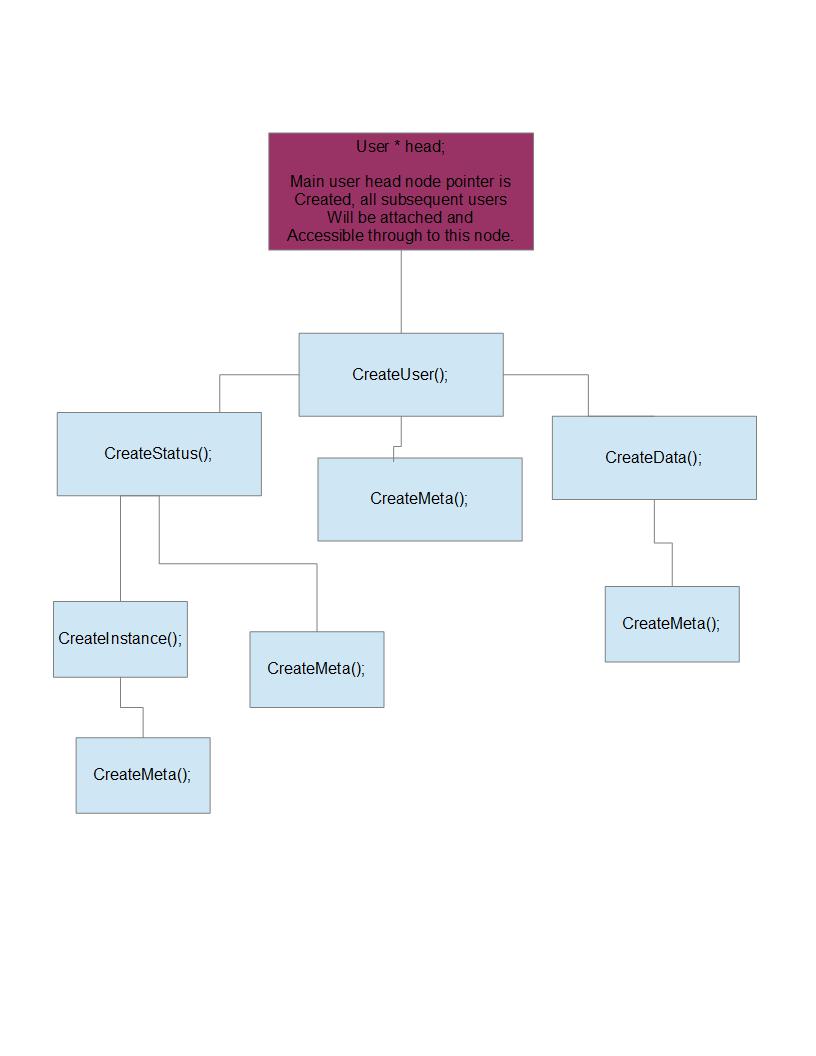 User * head;
Main user head node pointer is
Created, all subsequent users
Will be attached and
Accessible through to this node.
CreateUser();
CreateStatus();
CreateData();
CreateMeta();
CreateInstance();
CreateMeta();
CreateMeta();
CreateMeta();